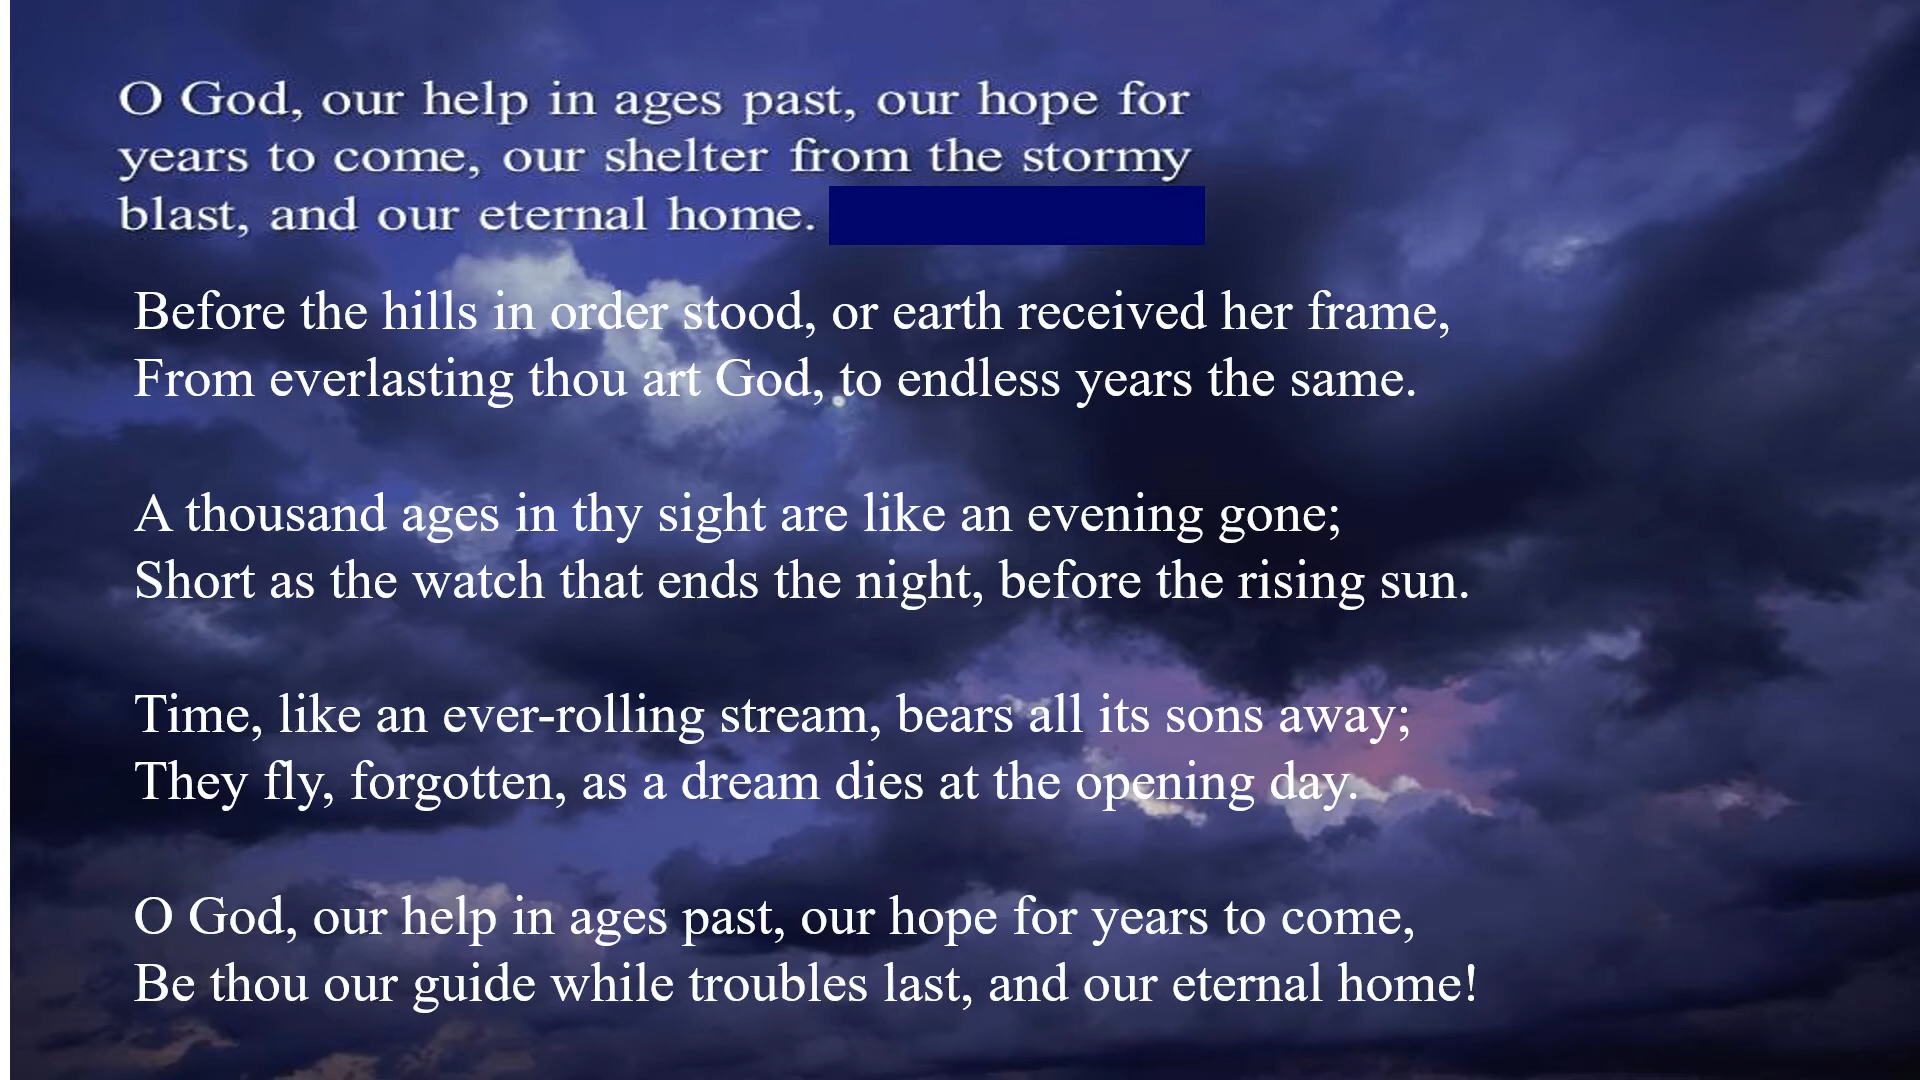 O God, our help in ages past, our hope for
years to come, our shelter from the stormy
blast, and our eternal home.
Before the hills in order stood, or earth received her frame,
From everlasting thou art God, to endless years the same.
A thousand ages in thy sight are like an evening gone;
Short as the watch that ends the night, before the rising sun.
Time, like an ever-rolling stream, bears all its sons away;
They fly, forgotten, as a dream dies at the opening day.
O God, our help in ages past, our hope for years to come,
Be thou our guide while troubles last, and our eternal home!